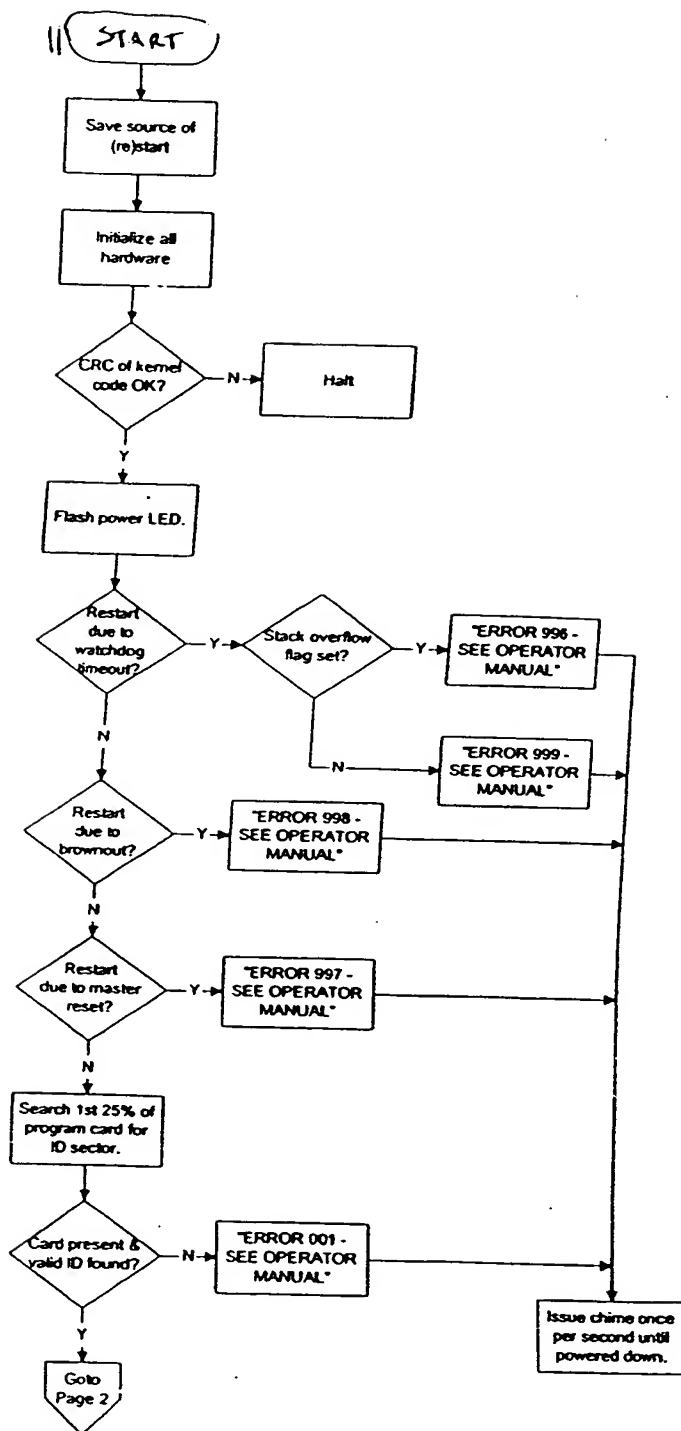 11 START
Save source of
(re)start
Initialize all
hardware
CRC of kernel
code OK?
N
Halt
Y
Flash power LED.
Restart
due to
watchdog
timeout?
Y
Stack overflow
flag set?
Y
"ERROR 996 -
SEE OPERATOR
MANUAL"
N
N
"ERROR 999 -
SEE OPERATOR
MANUAL"
Restart
due to
brownout?
Y
"ERROR 998 -
SEE OPERATOR
MANUAL"
N
Restart
due to master
reset?
Y
"ERROR 997 -
SEE OPERATOR
MANUAL"
N
Search 1st 25% of
program card for
ID sector.
Card present &
valid ID found?
N
"ERROR 001 -
SEE OPERATOR
MANUAL"
Issue chime once
per second until
powered down.
Y
Goto
Page 2